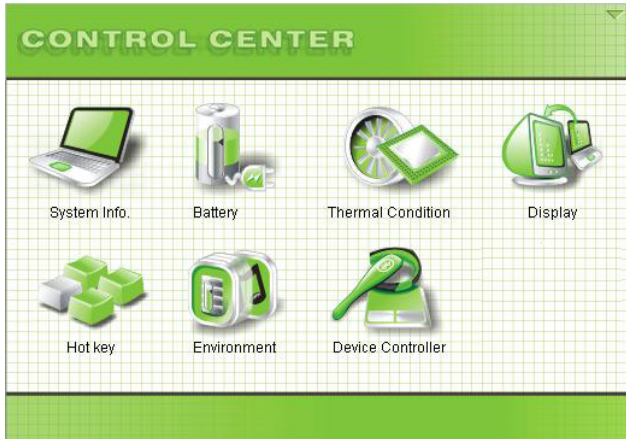 CONTROL CENTER
System Info.
Battery
Thermal Condition
Display
Hot key
Environment
Device Controller